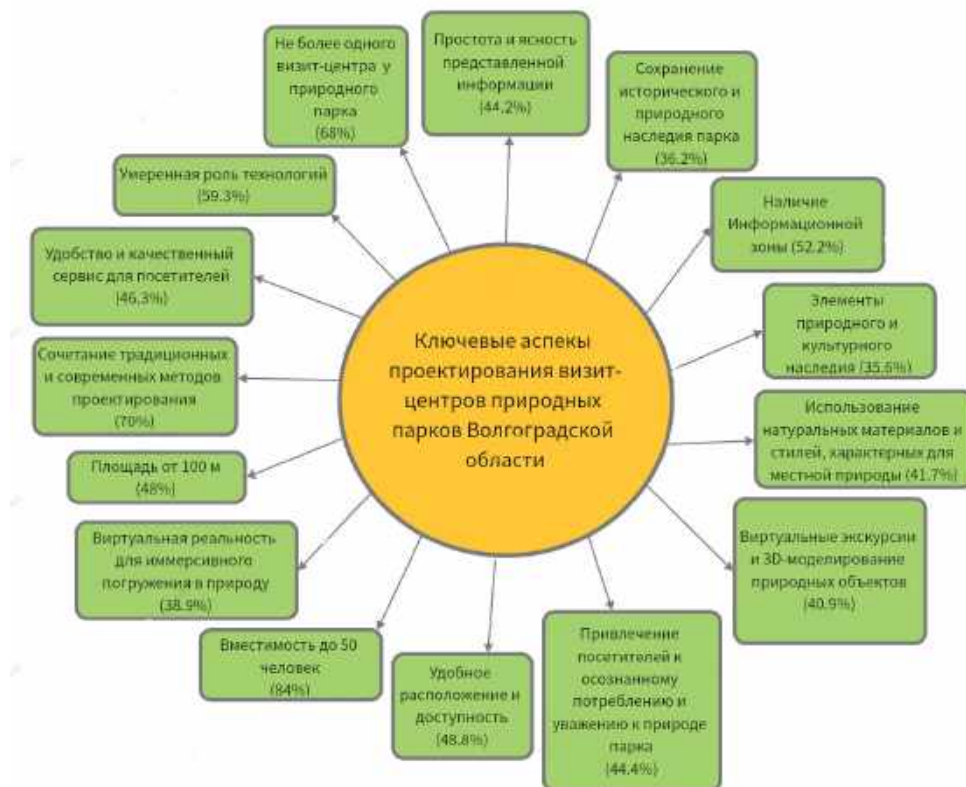 Не более одного
визит-центра у
природного
парка
(68%)
Простота и ясность
представленной
информации
(44.2%)
Сохранение
исторического и
природного
наследия парка
(36.2%)
Умеренная роль технологий
(59.3%)
Наличие
Информационной
зоны (52.2%)
Удобство и качественный
сервис для посетителей
(46.3%)
Элементы
природного и
культурного
наследия (35.6%)
Ключевые аспекы
проектирования визит-
центров природных
парков Волгоградской
области
Сочетание традиционных
и современных методов
проектирования
(70%)
Использование
натуральных материалов и
стилей, характерных для
местной природы (41.7%)
Площадь от 100 м
(48%)
Виртуальная реальность
для иммерсивного
погружения в природу
(38.9%)
Виртуальные экскурсии
и 3D-моделирование
природных объектов
(40.9%)
Вместимость до 50
человек
(84%)
Удобное
расположение и
доступность
(48.8%)
Привлечение
посетителей к
осознанному
потреблению и
уважению к природе
парка
(44.4%)